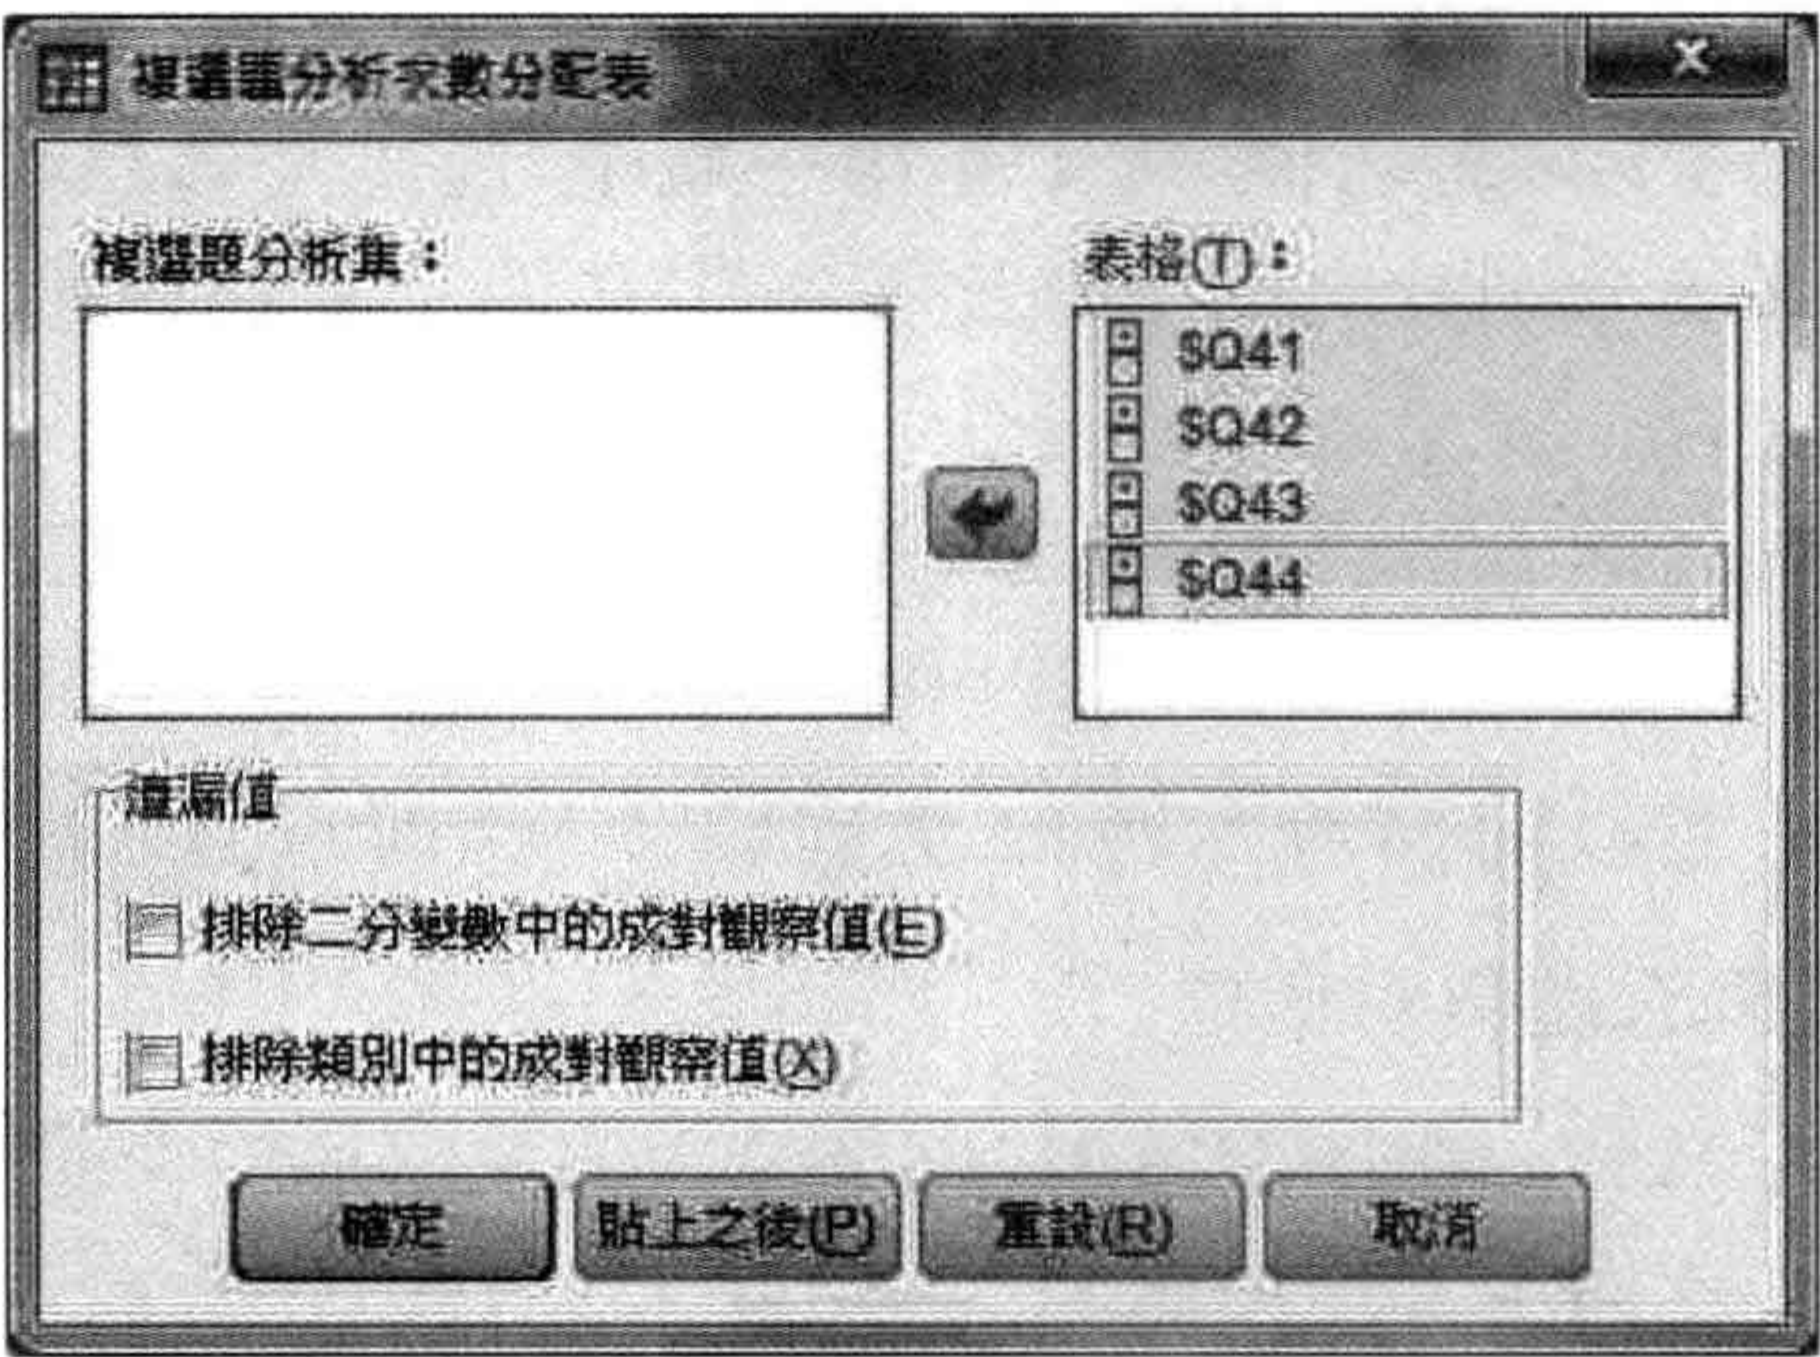 複選題分析次數分配表
複選題分析集：
表格(T)：
$Q41
$Q42
$Q43
$Q44
遺漏值
排除二分變數中的成對觀察值(E)
排除類別中的成對觀察值(X)
確定
貼上之後(P)
重設(R)
取消